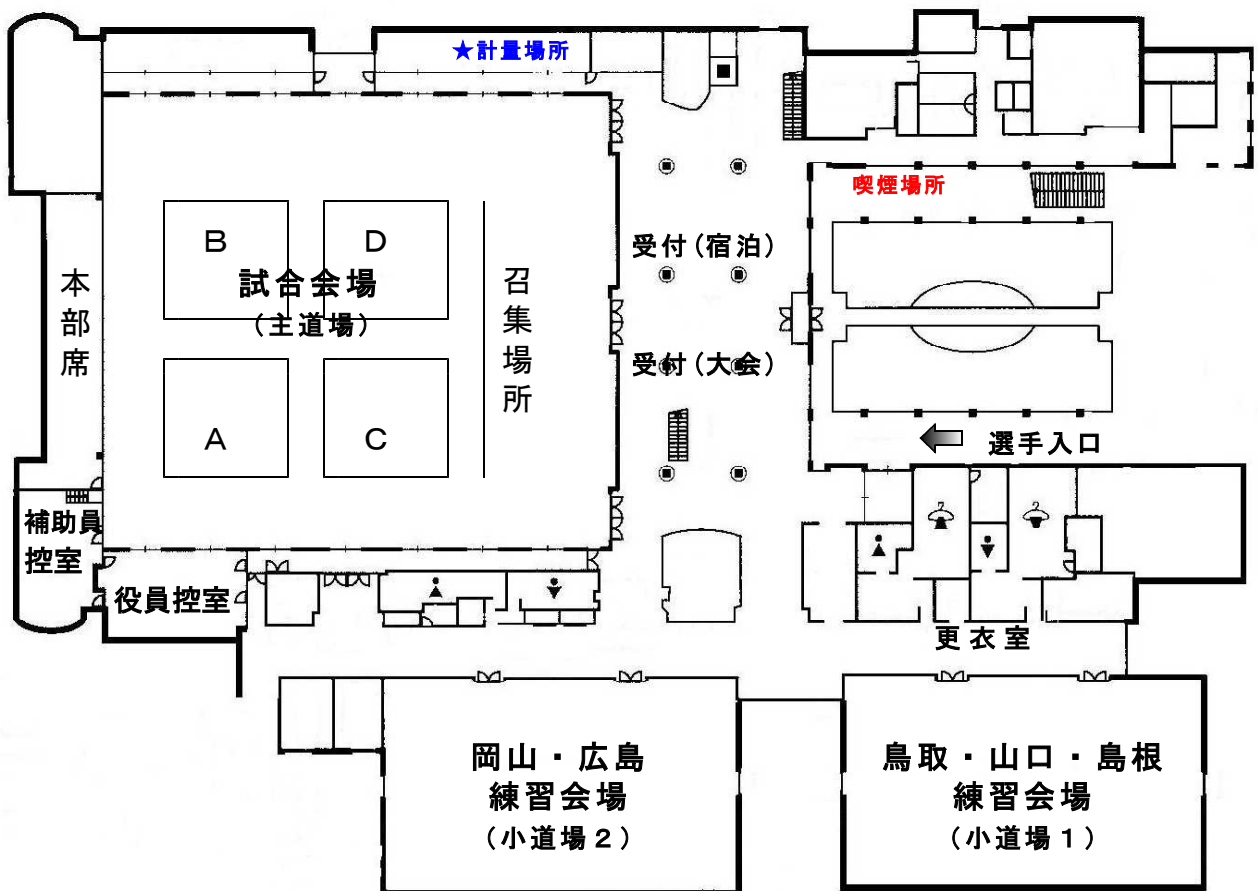 ★計量場所
喫煙場所
受付(宿泊)
B
D
試合会場
(主道場)
本部席
召集場所
受付(大会)
A
C
選手入口
補助員
控室
役員控室
更衣室
岡山・広島
練習会場
(小道場2)
鳥取・山口・島根
練習会場
(小道場1)